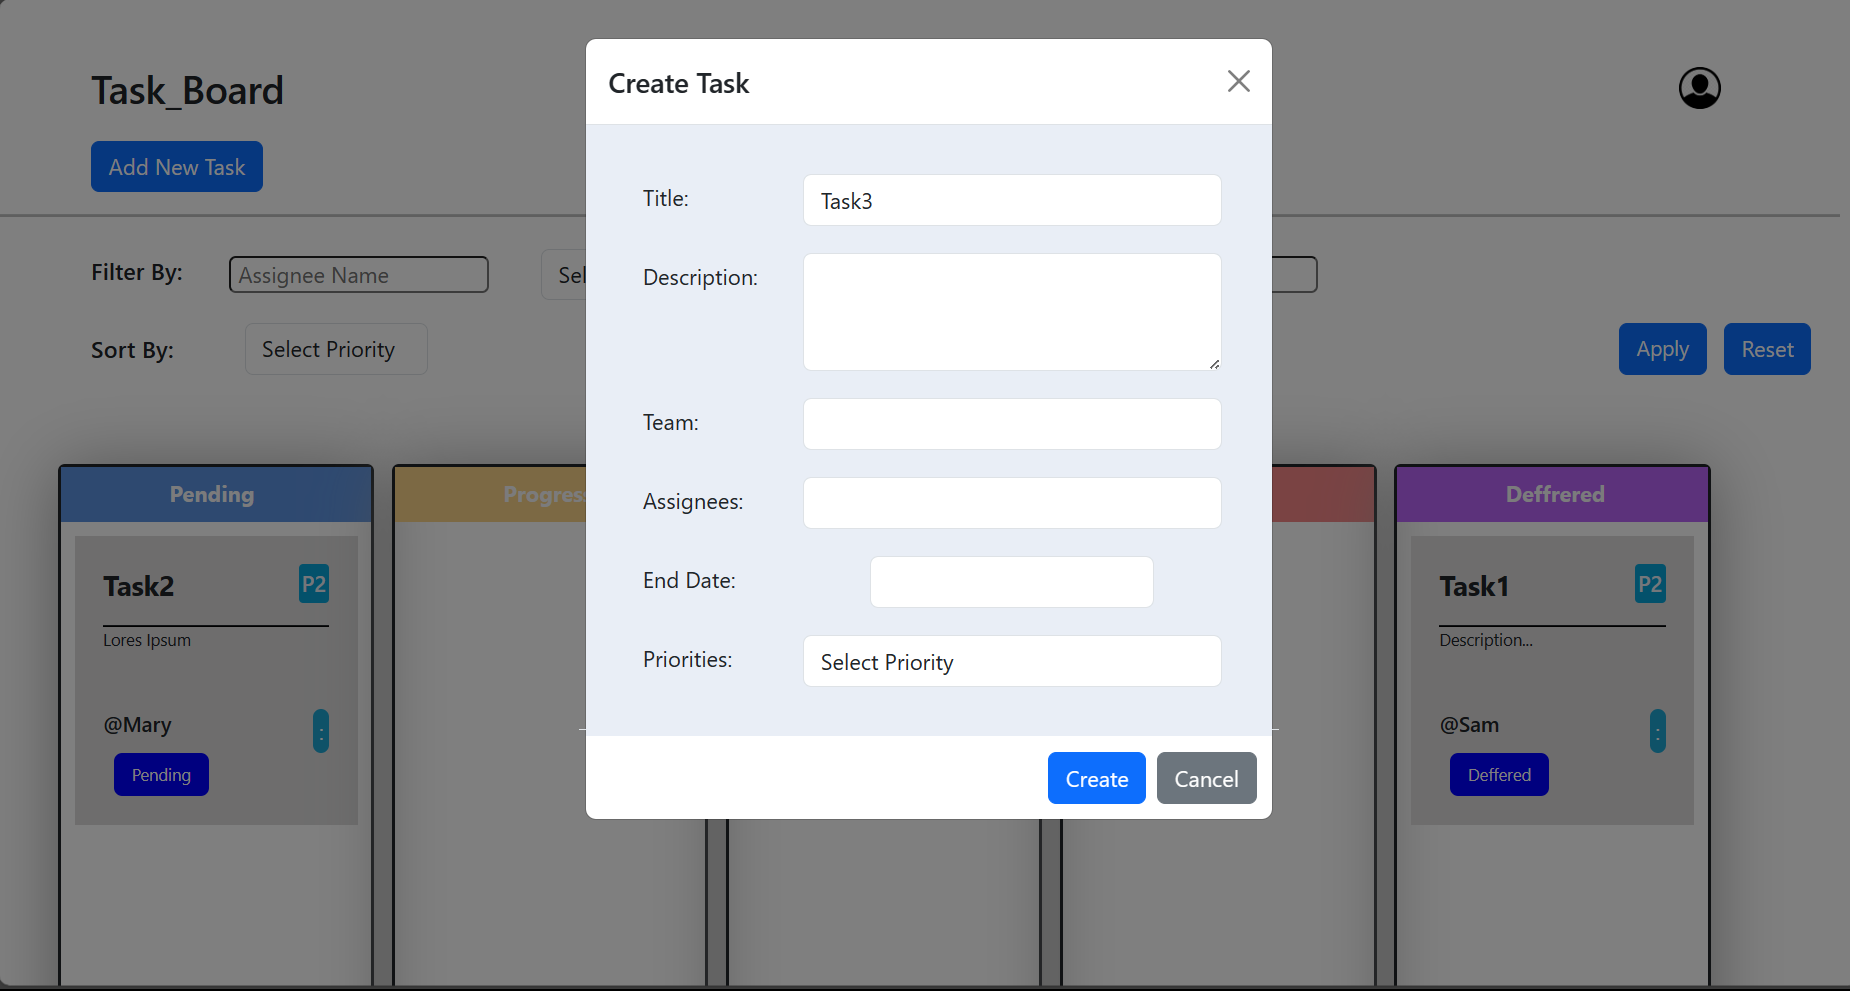 Task_Board
Add New Task
Filter By:
Assignee Name
Sort By:
Select Priority
Apply
Reset
Pending
Task2
P2
Lores Ipsum
@Mary
:
Pending
Deffrered
Task1
P2
Description...
@Sam
:
Deffered
Create Task
Title:
Task3
Description:
Team:
Assignees:
End Date:
Priorities:
Select Priority
Create
Cancel